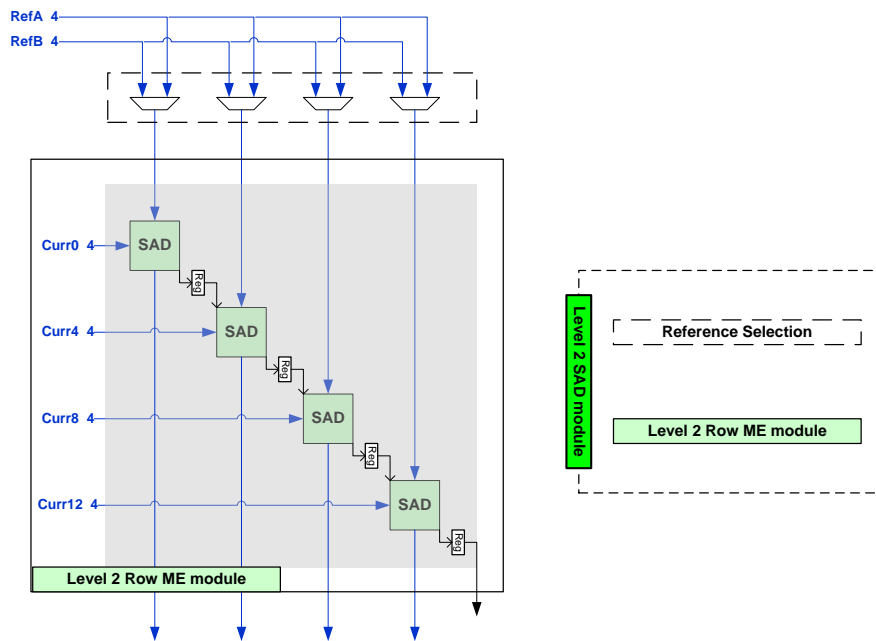 RefA 4
RefB 4
Curr0 4
SAD
Reg
Curr4 4
SAD
Reg
Curr8 4
SAD
Reg
Curr12 4
SAD
Reg
Level 2 Row ME module
Level 2 SAD module
Reference Selection
Level 2 Row ME module